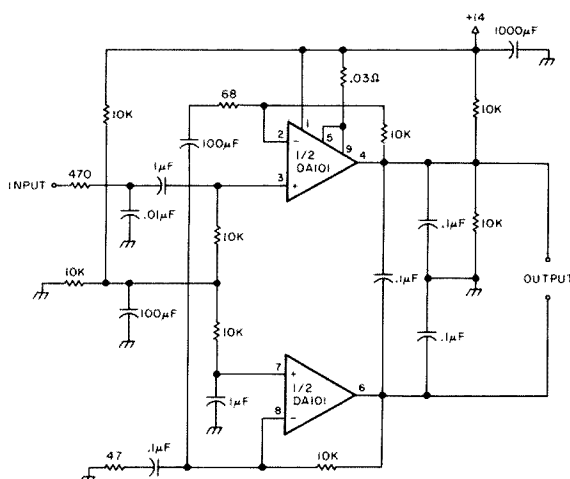 +14
1000µF
.03Ω
68
10K
10K
10K
1
5
9
2
4
3
1/2
DA101
100µF
1µF
470
INPUT
.01µF
10K
.1µF
10K
10K
.1µF
OUTPUT
100µF
10K
.1µF
7
6
8
1/2
DA101
1µF
.1µF
47
10K